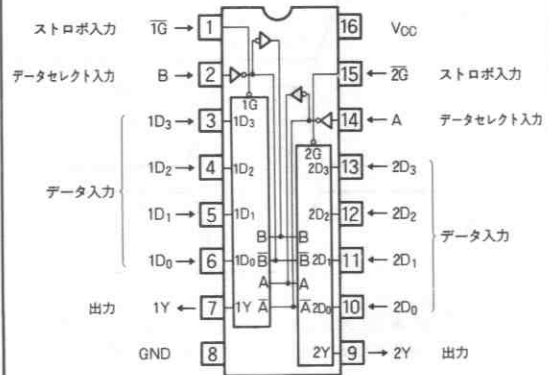 ストロボ入力 1G̅ → 1 16 VCC
データセレクト入力 B → 2 15 ← 2G̅ ストロボ入力
1G
1D3 → 3 1D3 14 ← A データセレクト入力
2G
1D2 → 4 1D2 2D3 13 ← 2D3
データ入力
1D1 → 5 1D1 2D2 12 ← 2D2
B B データ入力
1D0 → 6 1D0 B̅ B̅ 2D1 11 ← 2D1
A A
出力 1Y ← 7 1Y A̅ A̅ 2D0 10 ← 2D0
GND 8 2Y 9 → 2Y 出力